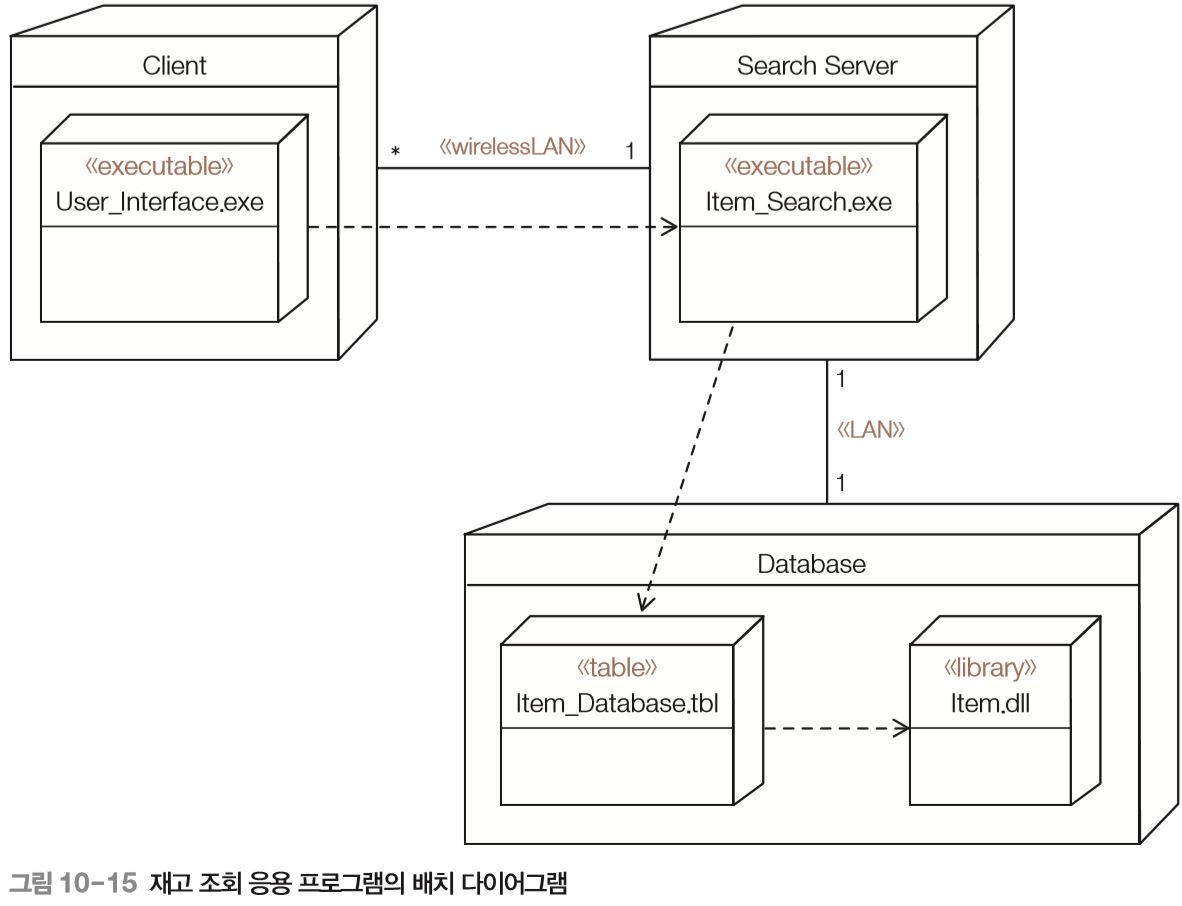 Client
«executable»
User_Interface.exe
*
«wirelessLAN»
1
Search Server
«executable»
Item_Search.exe
1
«LAN»
1
Database
«table»
Item_Database.tbl
«library»
Item.dll
그림 10-15 재고 조회 응용 프로그램의 배치 다이어그램